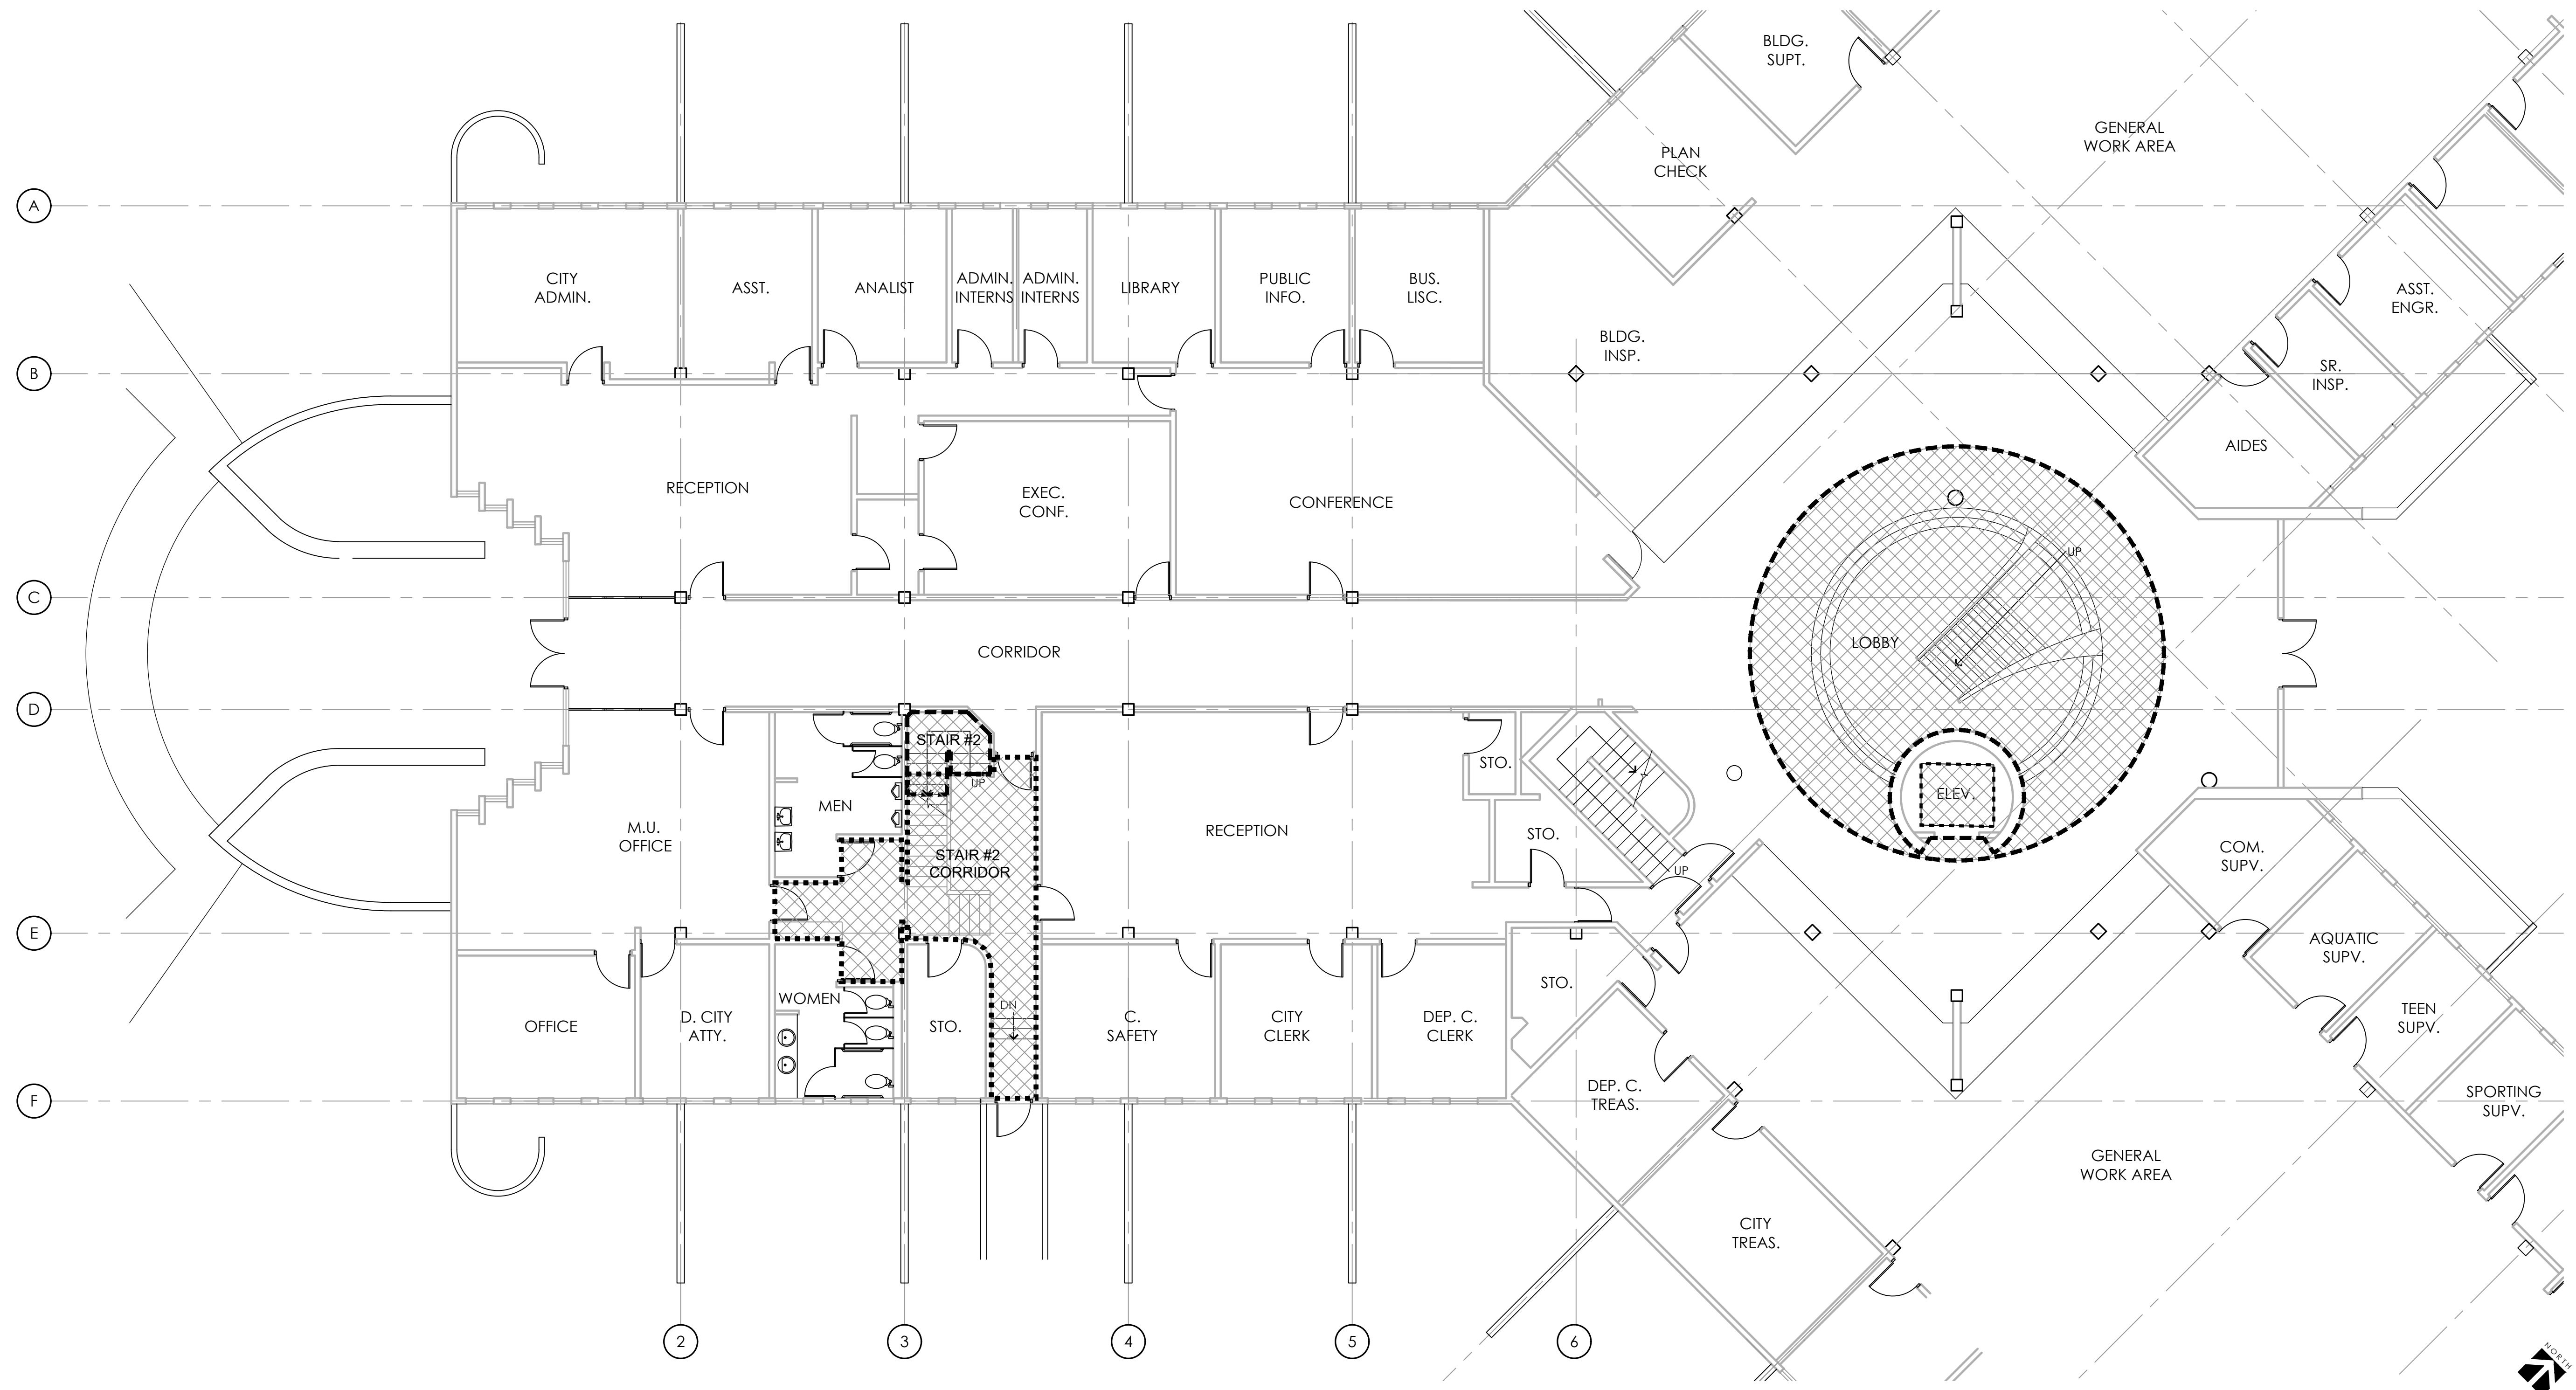 BLDG.
SUPT.
GENERAL
WORK AREA
PLAN
CHECK
A
CITY
ADMIN.
ASST.
ANALIST
ADMIN.
INTERNS
ADMIN.
INTERNS
LIBRARY
PUBLIC
INFO.
BUS.
LISC.
BLDG.
INSP.
ASST.
ENGR.
B
SR.
INSP.
AIDES
RECEPTION
EXEC.
CONF.
CONFERENCE
UP
C
LOBBY
CORRIDOR
D
STAIR #2
UP
STO.
ELEV.
MEN
M.U.
OFFICE
RECEPTION
STO.
STAIR #2
CORRIDOR
UP
COM.
SUPV.
E
AQUATIC
SUPV.
STO.
WOMEN
DN
TEEN
SUPV.
OFFICE
D. CITY
ATTY.
STO.
C.
SAFETY
CITY
CLERK
DEP. C.
CLERK
DEP. C.
TREAS.
SPORTING
SUPV.
F
GENERAL
WORK AREA
CITY
TREAS.
2
3
4
5
6
NORTH